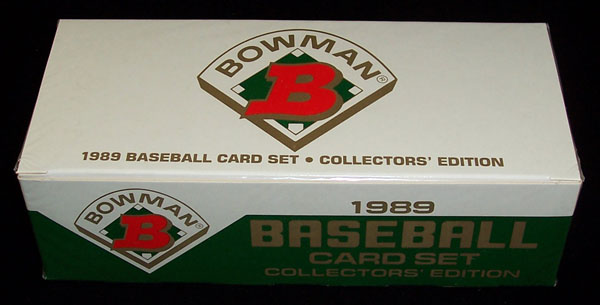 BOWMAN®
B
1989 BASEBALL CARD SET • COLLECTORS' EDITION
BOWMAN®
B
1989
BASEBALL
CARD SET
COLLECTORS' EDITION